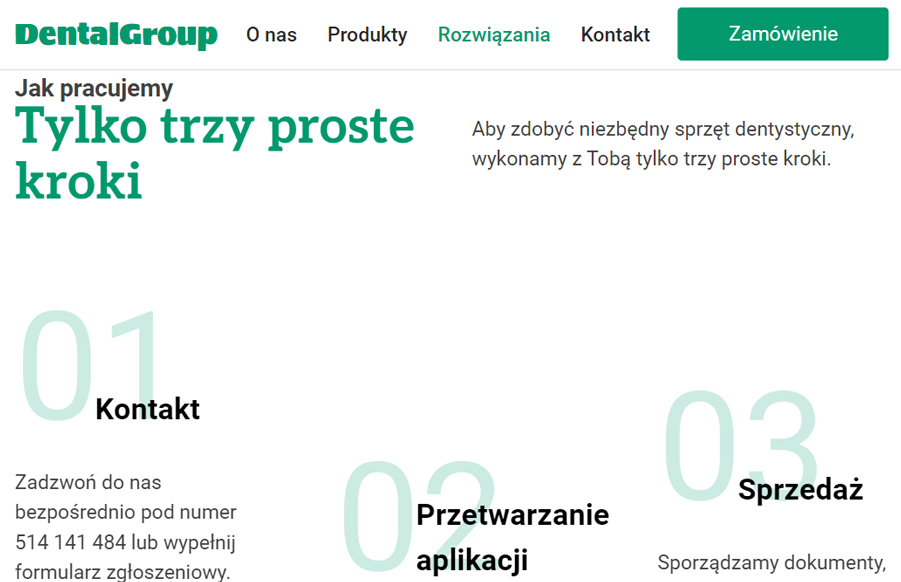 DentalGroup
O nas
Produkty
Rozwiązania
Kontakt
Zamówienie
Jak pracujemy
Tylko trzy proste
kroki
Aby zdobyć niezbędny sprzęt dentystyczny,
wykonamy z Tobą tylko trzy proste kroki.
01
Kontakt
Zadzwoń do nas
bezpośrednio pod numer
514 141 484 lub wypełnij
formularz zgłoszeniowy.
02
Przetwarzanie
aplikacji
03
Sprzedaż
Sporządzamy dokumenty,